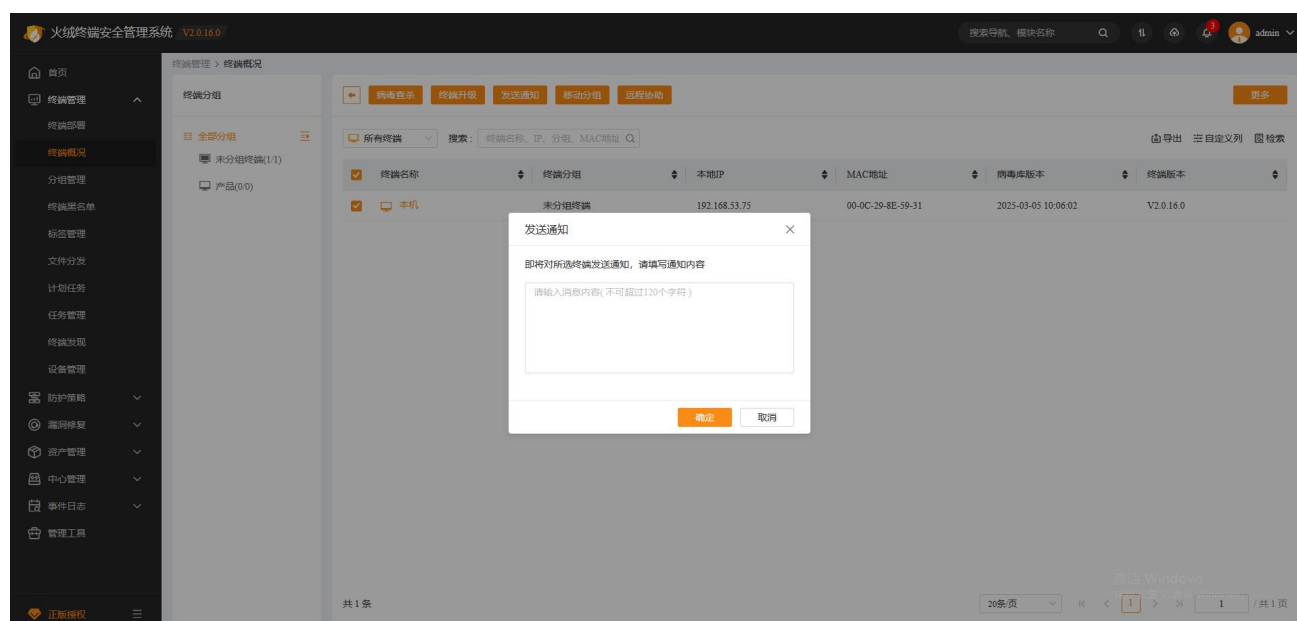 火绒终端安全管理系统 V2.0.16.0
搜索导航、模块名称
3
admin
首页
终端管理
终端部署
终端概况
分组管理
终端黑名单
标签管理
文件分发
计划任务
任务管理
终端发现
设备管理
防护策略
漏洞修复
资产管理
中心管理
事件日志
管理工具
正版授权
终端管理 > 终端概况
终端分组
全部分组
未分组终端(1/1)
产品(0/0)
病毒查杀 终端升级 发送通知 移动分组 远程协助 更多
所有终端 搜索: 终端名称、IP、分组、MAC地址 导出 自定义列 检索
终端名称 终端分组 本地IP MAC地址 病毒库版本 终端版本
本机 未分组终端 192.168.53.75 00-0C-29-8E-59-31 2025-03-05 10:06:02 V2.0.16.0
发送通知
即将对所选终端发送通知, 请填写通知内容
请输入消息内容( 不可超过120个字符 )
确定 取消
激活 Windows
共 1 条 20条/页 1 1 / 共 1 页